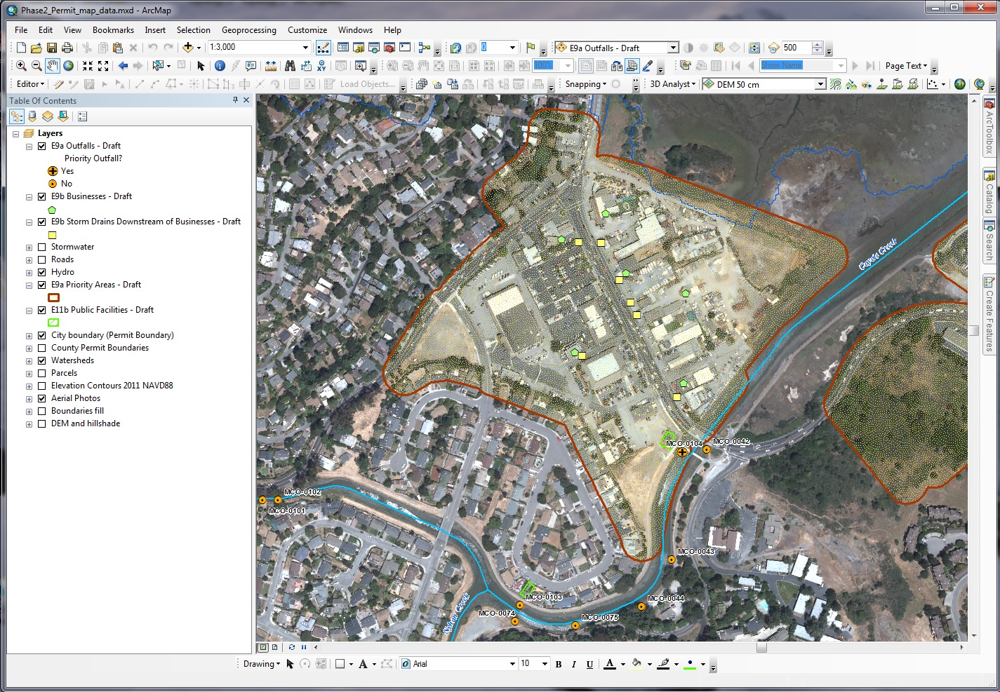 Phase2_Permit_map_data.mxd - ArcMap
File Edit View Bookmarks Insert Selection Geoprocessing Customize Windows Help
1:3,000
0
E9a Outfalls - Draft
500
100%
Show Name
Page Text
Editor
Load Objects...
Snapping
3D Analyst
DEM 50 cm
Table Of Contents
Layers
E9a Outfalls - Draft
Priority Outfall?
Yes
No
E9b Businesses - Draft
E9b Storm Drains Downstream of Businesses - Draft
Stormwater
Roads
Hydro
E9a Priority Areas - Draft
E11b Public Facilities - Draft
City boundary (Permit Boundary)
County Permit Boundaries
Watersheds
Parcels
Elevation Contours 2011 NAVD88
Aerial Photos
Boundaries fill
DEM and hillshade
Coyote Creek
MCO-0104
MCO-0042
MCO-0102
MCO-0101
MCO-0043
MCO-0103
MCO-0044
MCO-0074
MCO-0075
ArcToolbox
Catalog
Search
Create Features
Drawing
A
Arial
10
B I U A